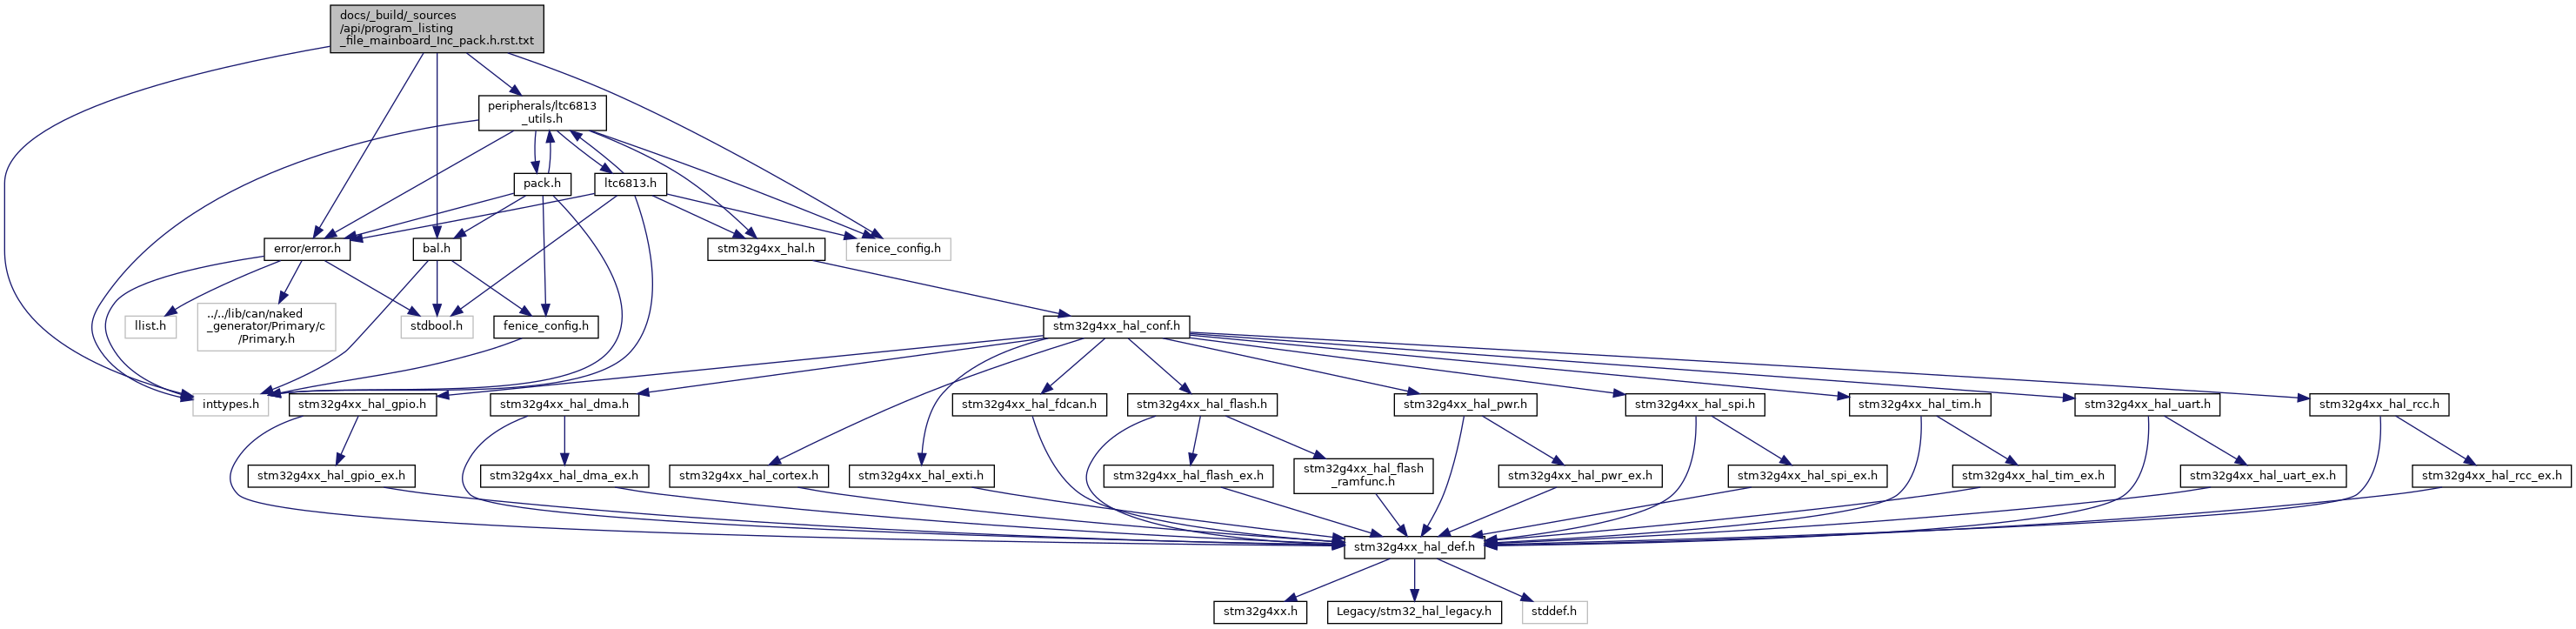 docs/_build/_sources
/api/program_listing
_file_mainboard_Inc_pack.h.rst.txt
peripherals/ltc6813
_utils.h
pack.h
ltc6813.h
error/error.h
bal.h
stm32g4xx_hal.h
fenice_config.h
llist.h
../../lib/can/naked
_generator/Primary/c
/Primary.h
stdbool.h
fenice_config.h
stm32g4xx_hal_conf.h
inttypes.h
stm32g4xx_hal_gpio.h
stm32g4xx_hal_dma.h
stm32g4xx_hal_fdcan.h
stm32g4xx_hal_flash.h
stm32g4xx_hal_pwr.h
stm32g4xx_hal_spi.h
stm32g4xx_hal_tim.h
stm32g4xx_hal_uart.h
stm32g4xx_hal_rcc.h
stm32g4xx_hal_gpio_ex.h
stm32g4xx_hal_dma_ex.h
stm32g4xx_hal_cortex.h
stm32g4xx_hal_exti.h
stm32g4xx_hal_flash_ex.h
stm32g4xx_hal_flash
_ramfunc.h
stm32g4xx_hal_pwr_ex.h
stm32g4xx_hal_spi_ex.h
stm32g4xx_hal_tim_ex.h
stm32g4xx_hal_uart_ex.h
stm32g4xx_hal_rcc_ex.h
stm32g4xx_hal_def.h
stm32g4xx.h
Legacy/stm32_hal_legacy.h
stddef.h